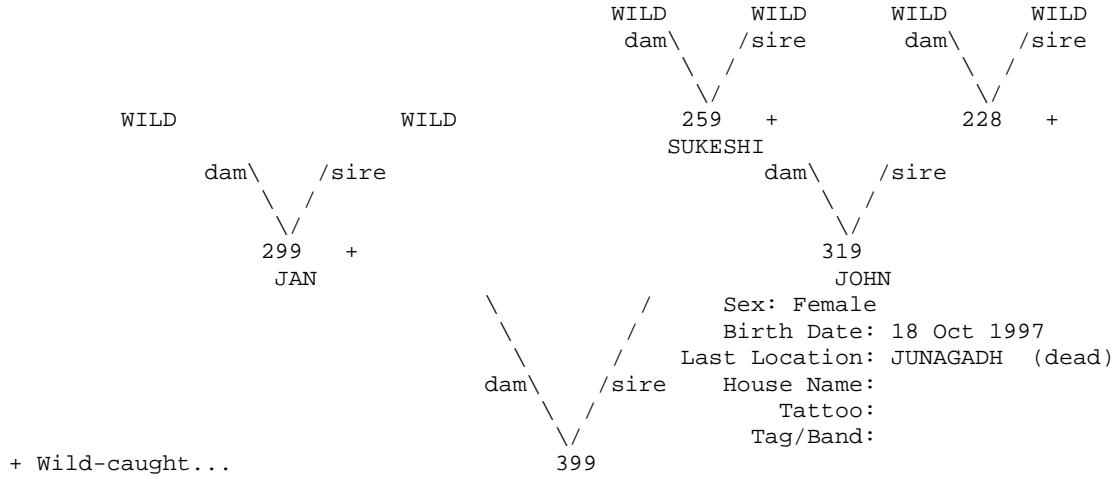 WILD WILD WILD WILD
dam\ /sire dam\ /sire
\ / \ /
\/ \/
WILD WILD 259 + 228 +
SUKESHI
dam\ /sire dam\ /sire
\ / \ /
\/ \/
299 + 319
JAN JOHN
\ / Sex: Female
\ / Birth Date: 18 Oct 1997
\ / Last Location: JUNAGADH (dead)
dam\ /sire House Name:
\ / Tattoo:
\/ Tag/Band:
+ Wild-caught... 399